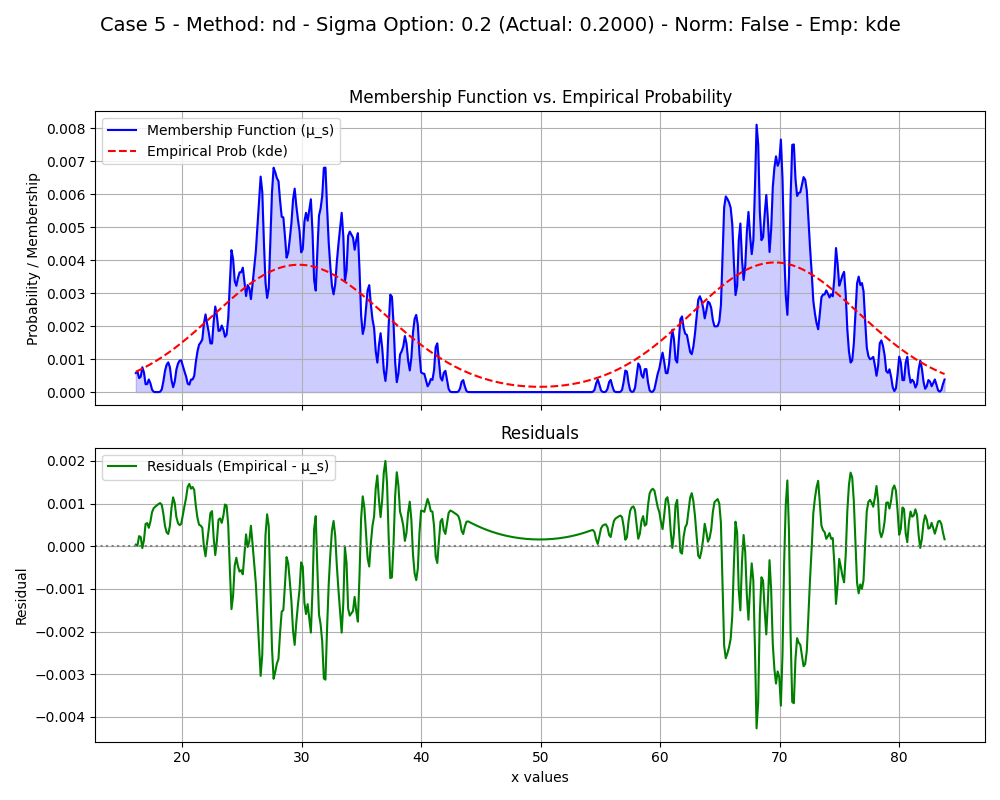 Case 5 - Method: nd - Sigma Option: 0.2 (Actual: 0.2000) - Norm: False - Emp: kde
Membership Function vs. Empirical Probability
Membership Function (μ_s)
Empirical Prob (kde)
Probability / Membership
0.008
0.007
0.006
0.005
0.004
0.003
0.002
0.001
0.000
Residuals
Residuals (Empirical - μ_s)
Residual
0.002
0.001
0.000
−0.001
−0.002
−0.003
−0.004
20 30 40 50 60 70 80
x values